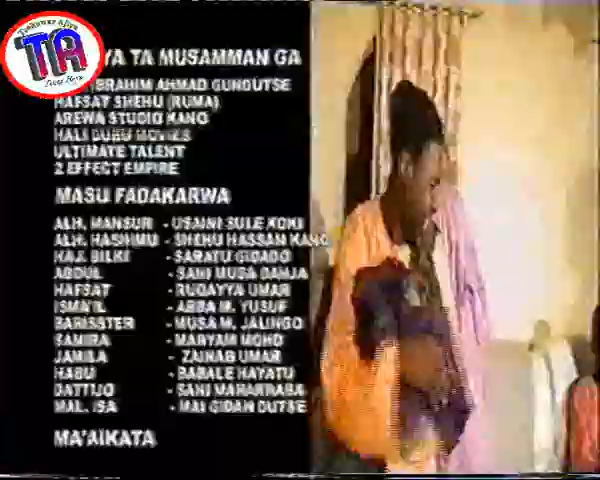 TA
YA TA MUSAMMAN GA
IBRAHIM AHMAD GUNDUTSE
HAFSAT SHEHU (RUMA)
AREWA STUDIO KANO
HALI DUBU MOVIES
ULTIMATE TALENT
2 EFFECT EMPIRE
MASU FADAKARWA
ALH. MANSUR - USAINI SULE KOKI
ALH. HASHIMU - SHEHU HASSAN KANO
HAJ. BILKI - SARATU GIDADO
ABDUL - SANI MUSA DANJA
HAFSAT - RUQAYYA UMAR
ISMA'IL - ABBA M. YUSUF
BARISSTER - MUSA M. JALINGO
SAMIRA - MARYAM MOHD
JAMILA - ZAINAB UMAR
HABU - BABALE HAYATU
DATTIJO - SANI MAHARRABA
MAL. ISA - MAI GIDAN DUTSE
MA'AIKATA